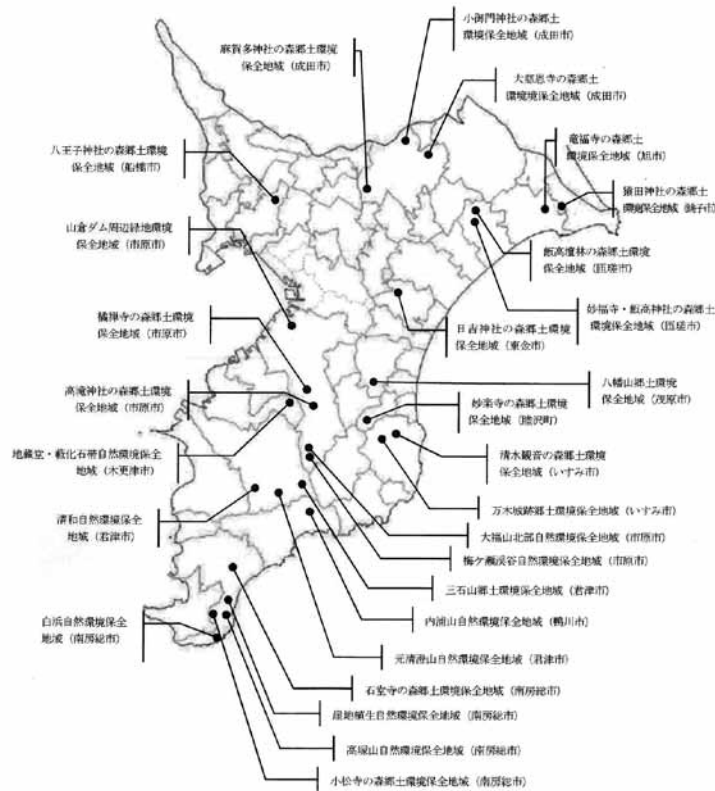 小御門神社の森郷土
環境保全地域（成田市）
麻賀多神社の森郷土環境
保全地域（成田市）
大慈恩寺の森郷土
環境境保全地域（成田市）
竜福寺の森郷土
環境保全地域（旭市）
八王子神社の森郷土環境
保全地域（船橋市）
猿田神社の森郷土
環境保全地域（銚子市）
山倉ダム周辺緑地環境
保全地域（市原市）
飯高壇林の森郷土環境
保全地域（匝瑳市）
妙福寺・飯高神社の森郷土
環境保全地域（匝瑳市）
橘禅寺の森郷土環境
保全地域（市原市）
日吉神社の森郷土環境
保全地域（東金市）
高滝神社の森郷土環境
保全地域（市原市）
八幡山郷土環境
保全地域（茂原市）
妙楽寺の森郷土環境
保全地域（睦沢町）
地蔵堂・貝化石帯自然環境保全
地域（木更津市）
清水観音の森郷土環境
保全地域（いすみ市）
万木城跡郷土環境保全地域（いすみ市）
清和自然環境保全
地域（君津市）
大福山北部自然環境保全地域（市原市）
梅ケ瀬渓谷自然環境保全地域（市原市）
三石山郷土環境保全地域（君津市）
内浦山自然環境保全地域（鴨川市）
白浜自然環境保全
地域（南房総市）
元清澄山自然環境保全地域（君津市）
石堂寺の森郷土環境保全地域（南房総市）
崖地植生自然環境保全地域（南房総市）
高塚山自然環境保全地域（南房総市）
小松寺の森郷土環境保全地域（南房総市）